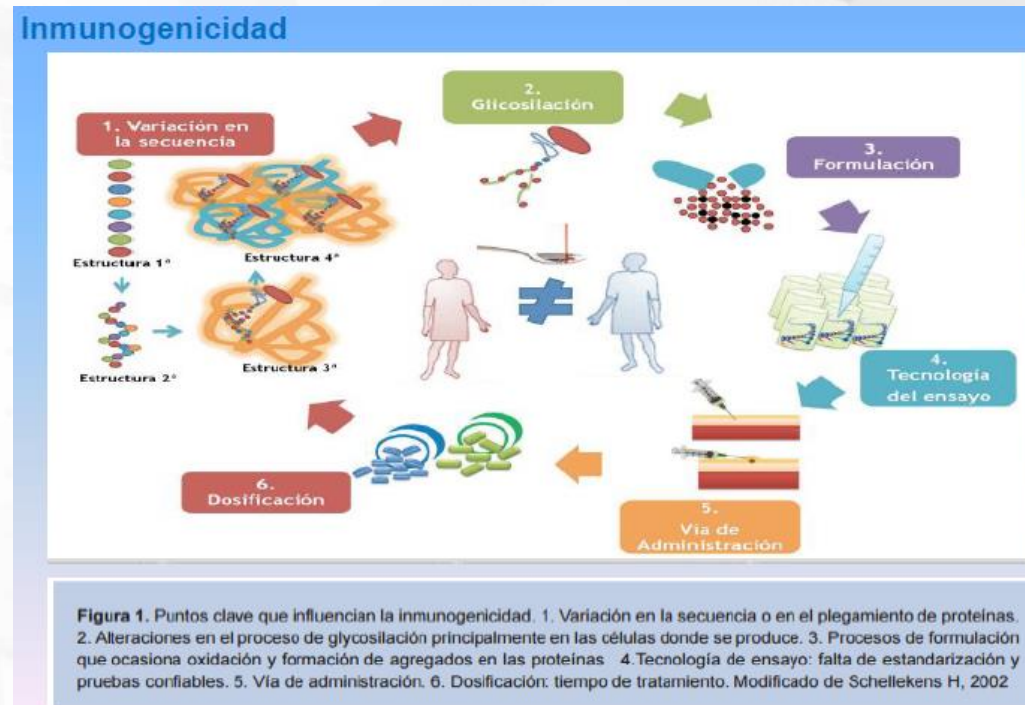 Inmunogenicidad
1. Variación en
la secuencia
Estructura 1ª
Estructura 2ª
Estructura 3ª
Estructura 4ª
2.
Glicosilación
3.
Formulación
4.
Tecnología
del ensayo
5.
Vía de
Administración
6.
Dosificación
Figura 1. Puntos clave que influencian la inmunogenicidad. 1. Variación en la secuencia o en el plegamiento de proteínas.
2. Alteraciones en el proceso de glycosilación principalmente en las células donde se produce. 3. Procesos de formulación
que ocasiona oxidación y formación de agregados en las proteínas 4.Tecnología de ensayo: falta de estandarización y
pruebas confiables. 5. Vía de administración. 6. Dosificación: tiempo de tratamiento. Modificado de Schellekens H, 2002